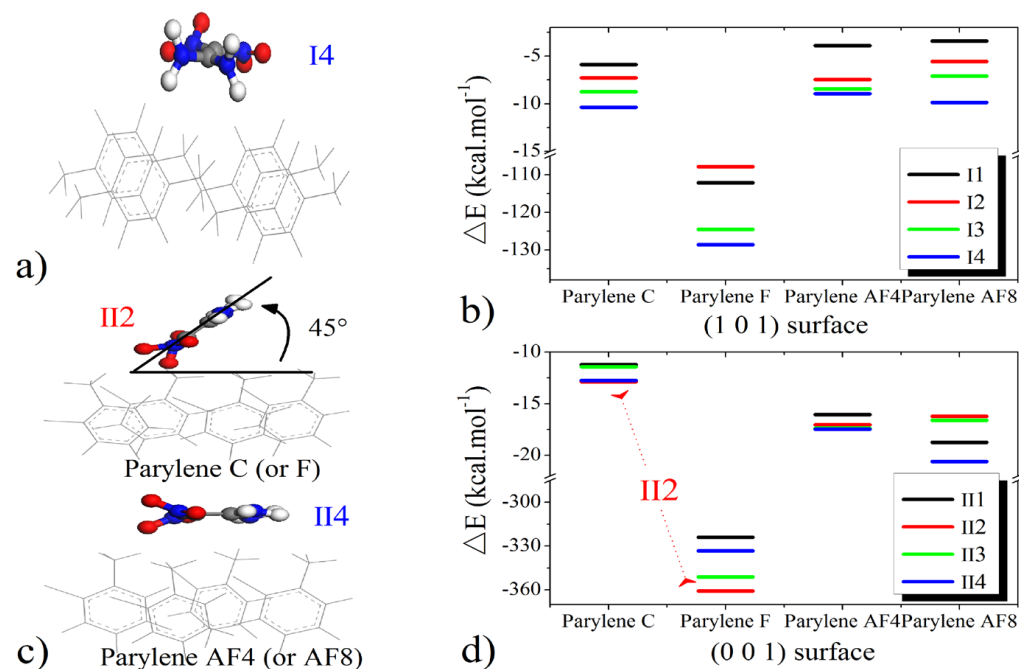 a)
I4
II2
45°
Parylene C (or F)
II4
c)
Parylene AF4 (or AF8)
△E (kcal.mol⁻¹)
-5
-10
-15
-110
-120
-130
I1
I2
I3
I4
Parylene C Parylene F Parylene AF4 Parylene AF8
b)
(1 0 1) surface
△E (kcal.mol⁻¹)
-10
-15
-20
-300
-330
-360
II2
II1
II2
II3
II4
Parylene C Parylene F Parylene AF4 Parylene AF8
d)
(0 0 1) surface